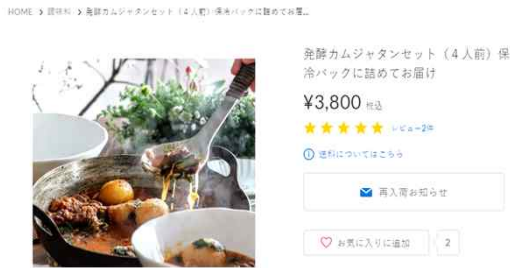 HOME > 調味料 > 発酵カムジャタンセット（４人前）保冷バックに詰めてお届...
発酵カムジャタンセット（４人前）保
冷バックに詰めてお届け
¥3,800 税込
★★★★★ レビュー2件
送料についてはこちら
再入荷お知らせ
お気に入りに追加 2